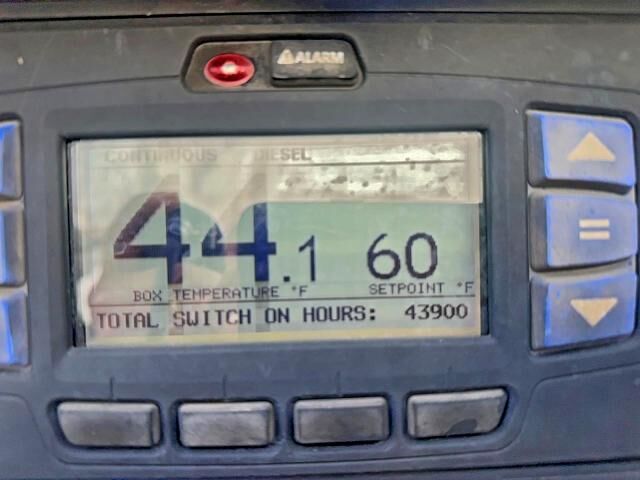 ALARM
CONTINUOUS DIESEL
44.1 60
BOX TEMPERATURE °F SETPOINT °F
TOTAL SWITCH ON HOURS: 43900